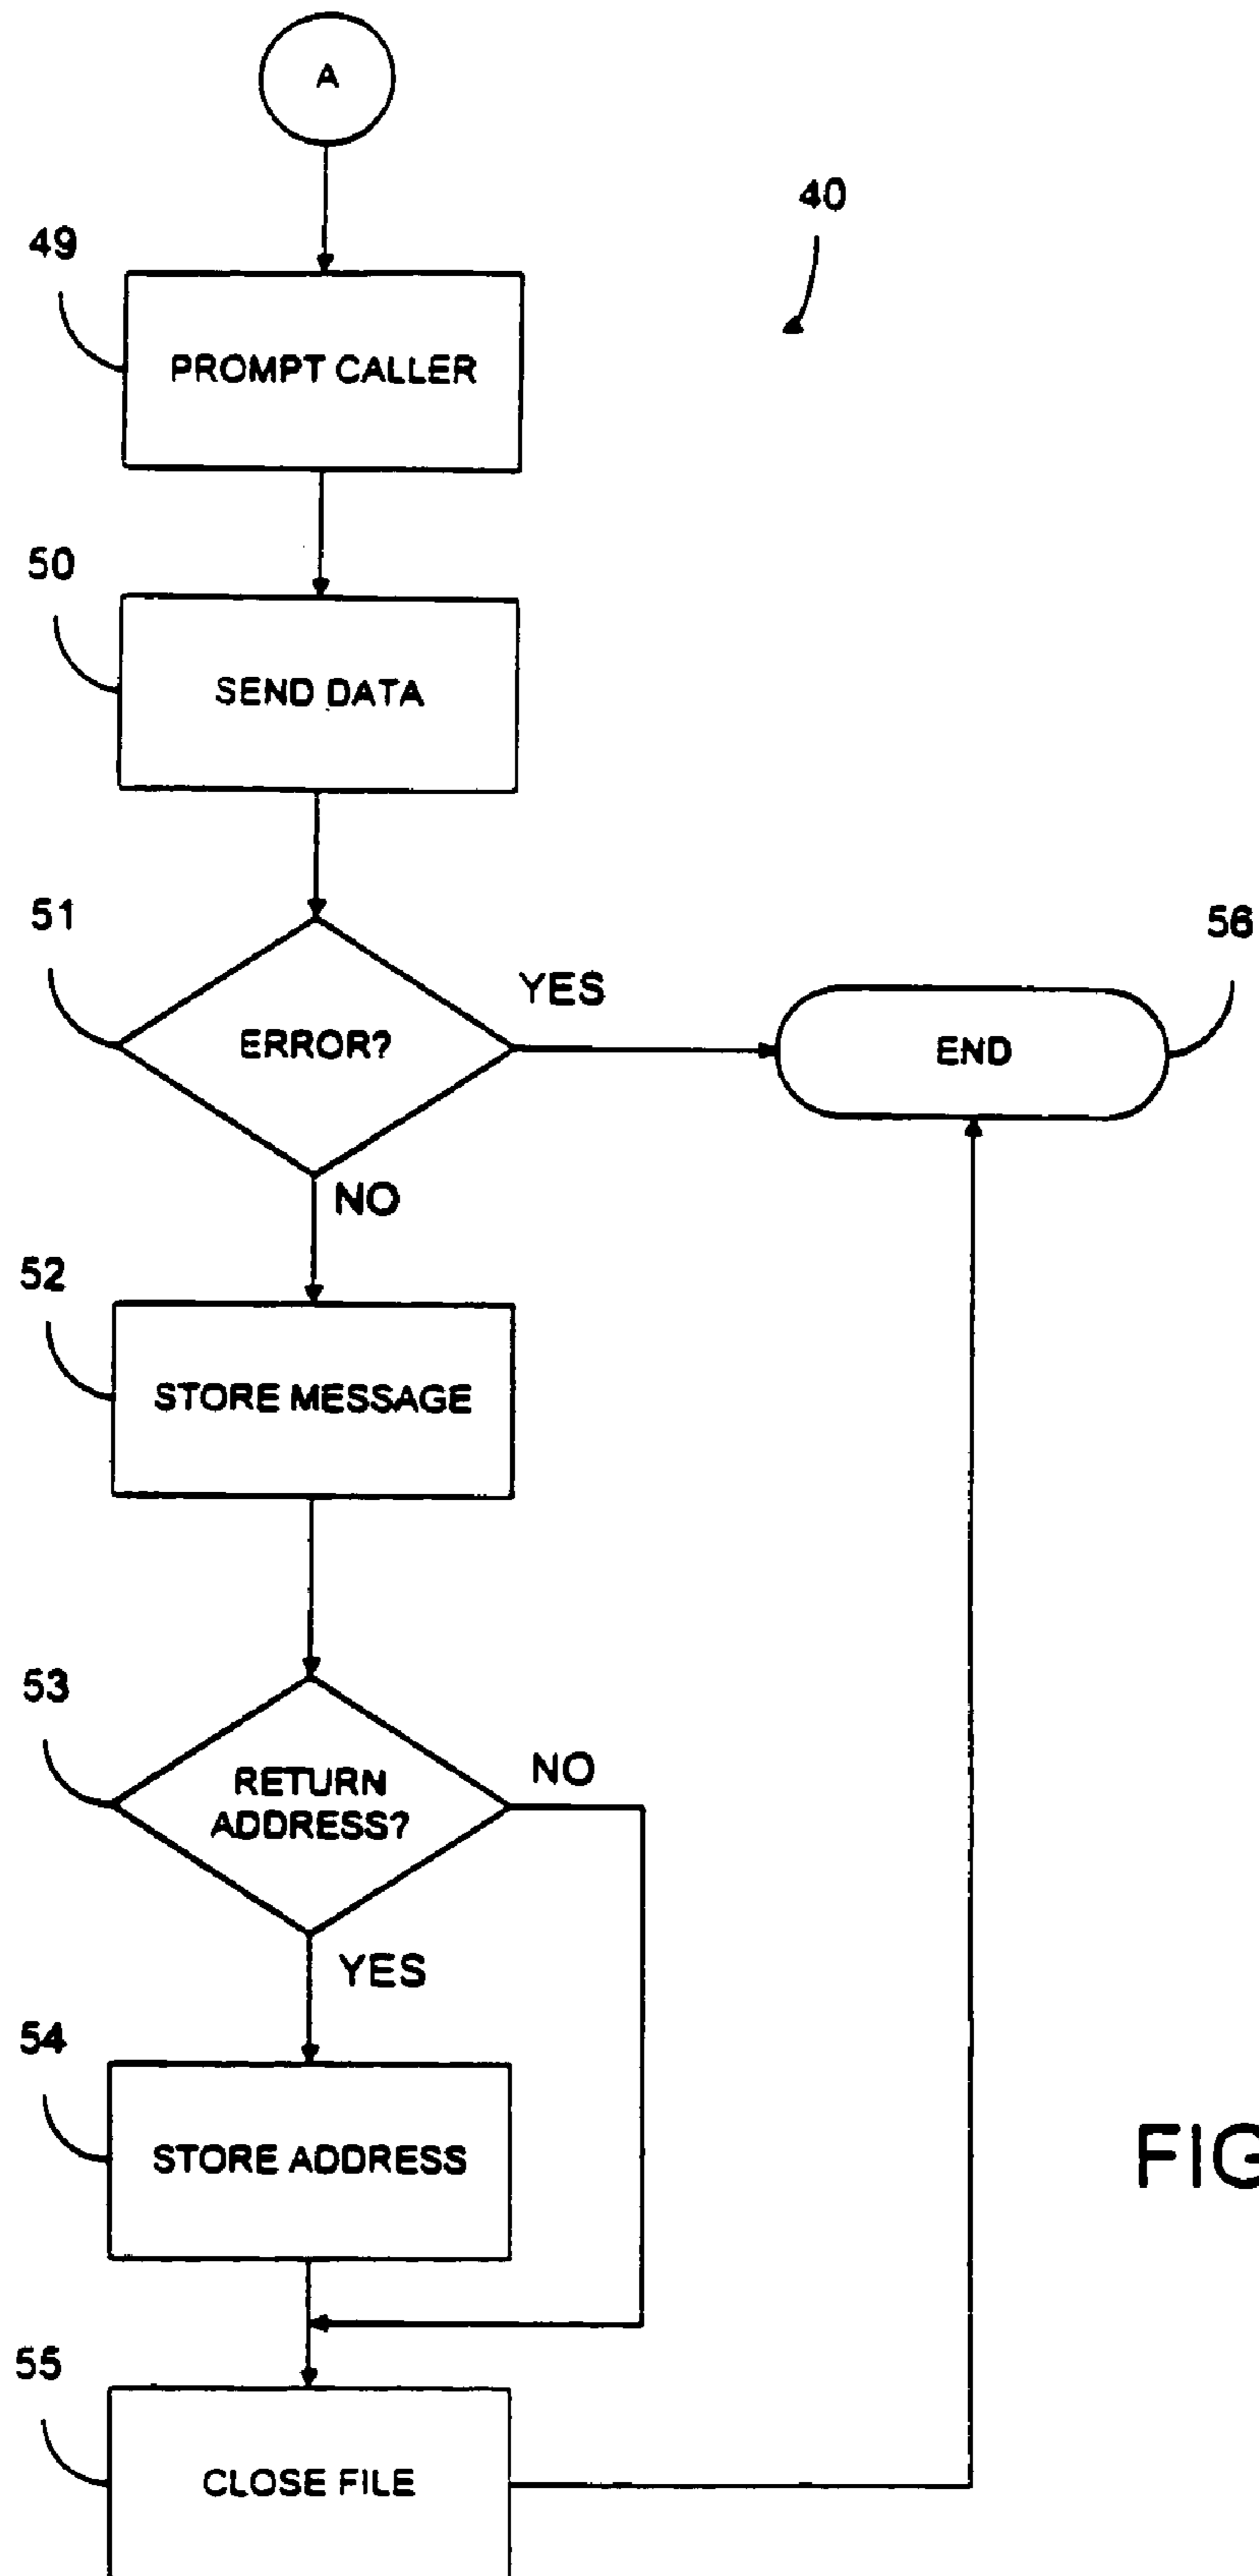 A
40
49
PROMPT CALLER
50
SEND DATA
51
YES
56
ERROR?
END
NO
52
STORE MESSAGE
53
NO
RETURN
ADDRESS?
YES
54
STORE ADDRESS
FIG
55
CLOSE FILE